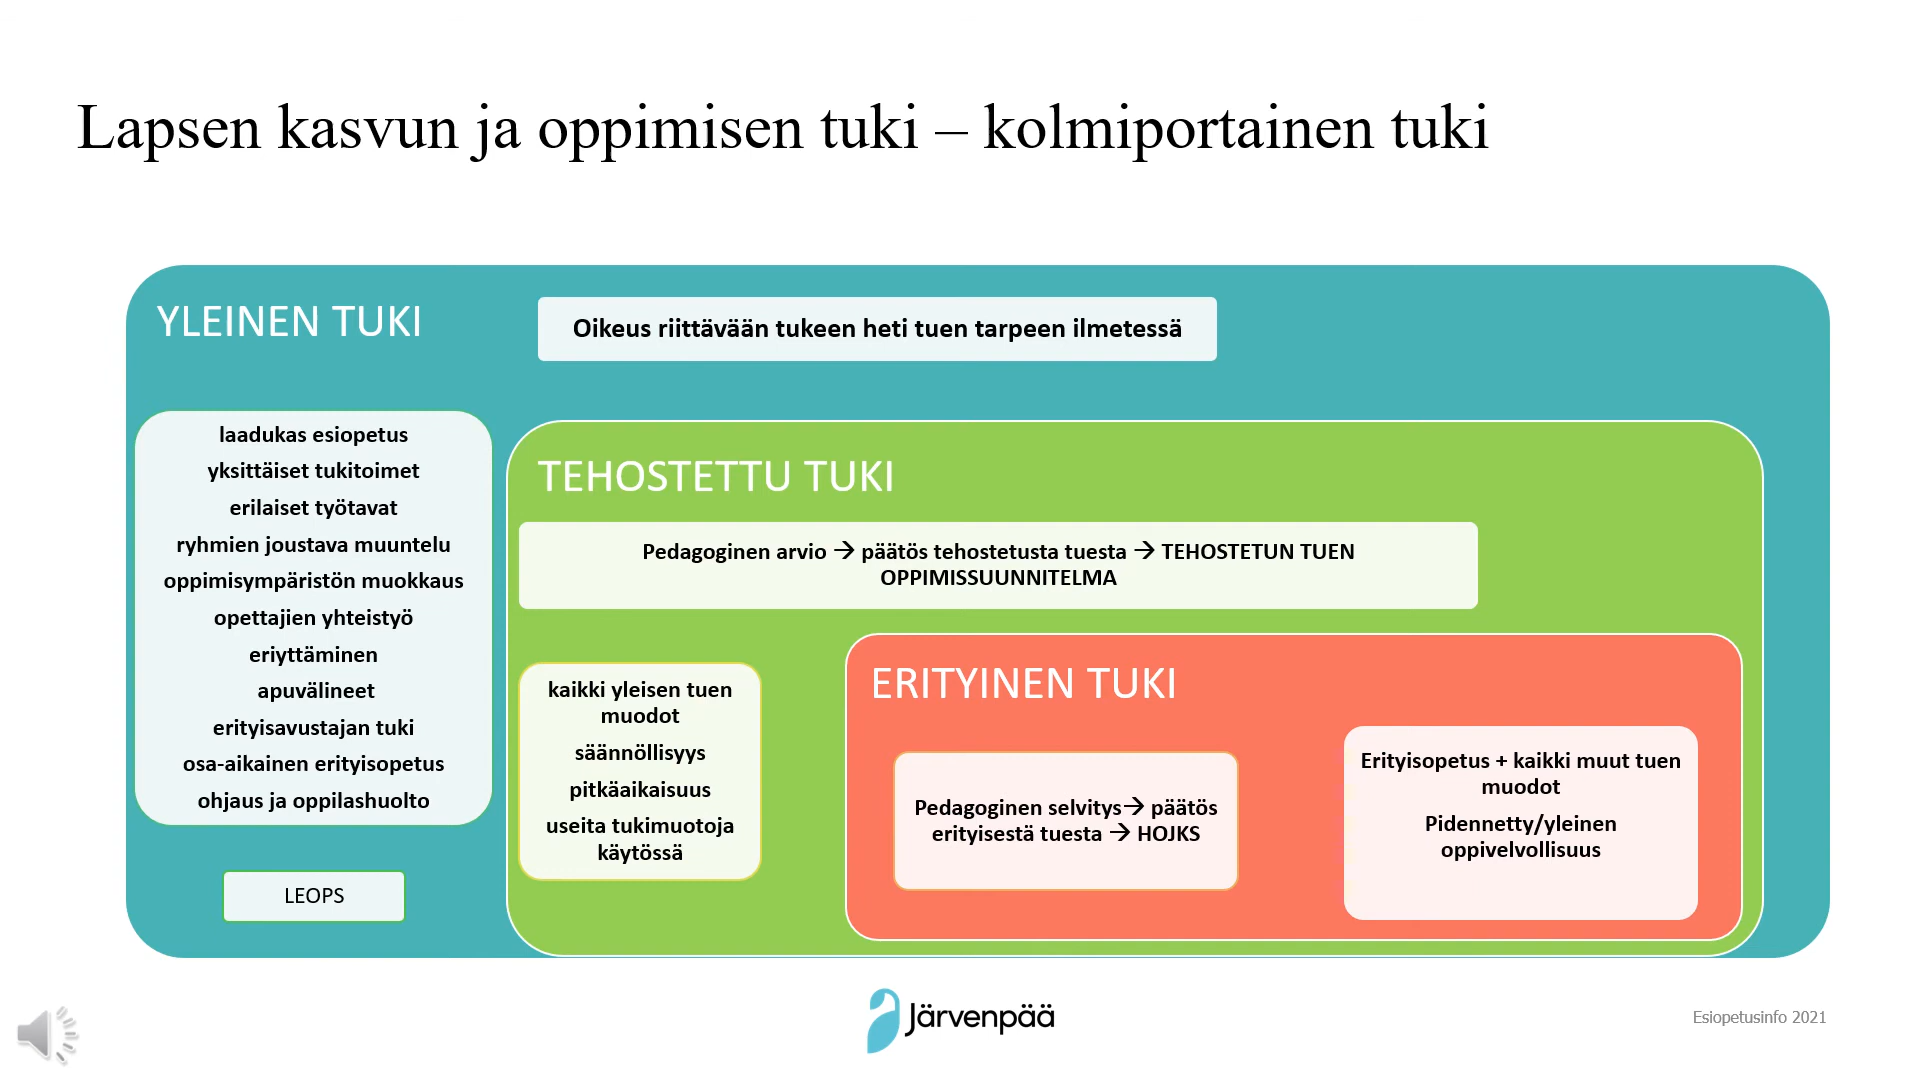 Lapsen kasvun ja oppimisen tuki – kolmiportainen tuki
YLEINEN TUKI
Oikeus riittävään tukeen heti tuen tarpeen ilmetessä
laadukas esiopetus
yksittäiset tukitoimet
erilaiset työtavat
ryhmien joustava muuntelu
oppimisympäristön muokkaus
opettajien yhteistyö
eriyttäminen
apuvälineet
erityisavustajan tuki
osa-aikainen erityisopetus
ohjaus ja oppilashuolto
LEOPS
TEHOSTETTU TUKI
Pedagoginen arvio → päätös tehostetusta tuesta → TEHOSTETUN TUEN
OPPIMISSUUNNITELMA
kaikki yleisen tuen
muodot
säännöllisyys
pitkäaikaisuus
useita tukimuotoja
käytössä
ERITYINEN TUKI
Pedagoginen selvitys→ päätös
erityisestä tuesta → HOJKS
Erityisopetus + kaikki muut tuen
muodot
Pidennetty/yleinen
oppivelvollisuus
Järvenpää
Esiopetusinfo 2021